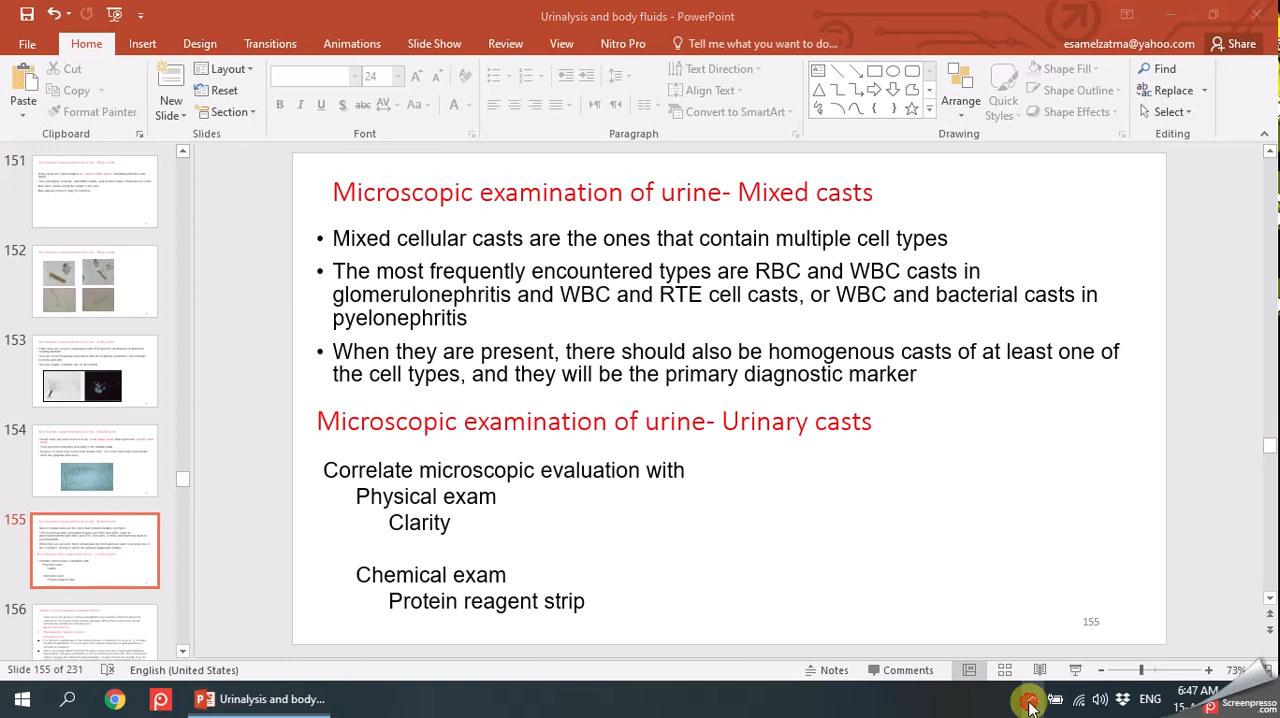 Urinalysis and body fluids - PowerPoint
File Home Insert Design Transitions Animations Slide Show Review View Nitro Pro Tell me what you want to do... esamelzatma@yahoo.com Share
Cut
Copy
Format Painter
Paste
Clipboard
New Slide
Layout
Reset
Section
Slides
24
B I U S abc AV Aa A
Font
Text Direction
Align Text
Convert to SmartArt
Paragraph
Arrange
Quick Styles
Shape Fill
Shape Outline
Shape Effects
Drawing
Find
Replace
Select
Editing
151
152
153
154
155
156
Microscopic examination of urine- Mixed casts
• Mixed cellular casts are the ones that contain multiple cell types
• The most frequently encountered types are RBC and WBC casts in
glomerulonephritis and WBC and RTE cell casts, or WBC and bacterial casts in
pyelonephritis
• When they are present, there should also be homogenous casts of at least one of
the cell types, and they will be the primary diagnostic marker
Microscopic examination of urine- Urinary casts
Correlate microscopic evaluation with
Physical exam
Clarity
Chemical exam
Protein reagent strip
155
Slide 155 of 231 English (United States) Notes Comments 73%
Urinalysis and body... ENG 6:47 AM
Screenpresso
.com